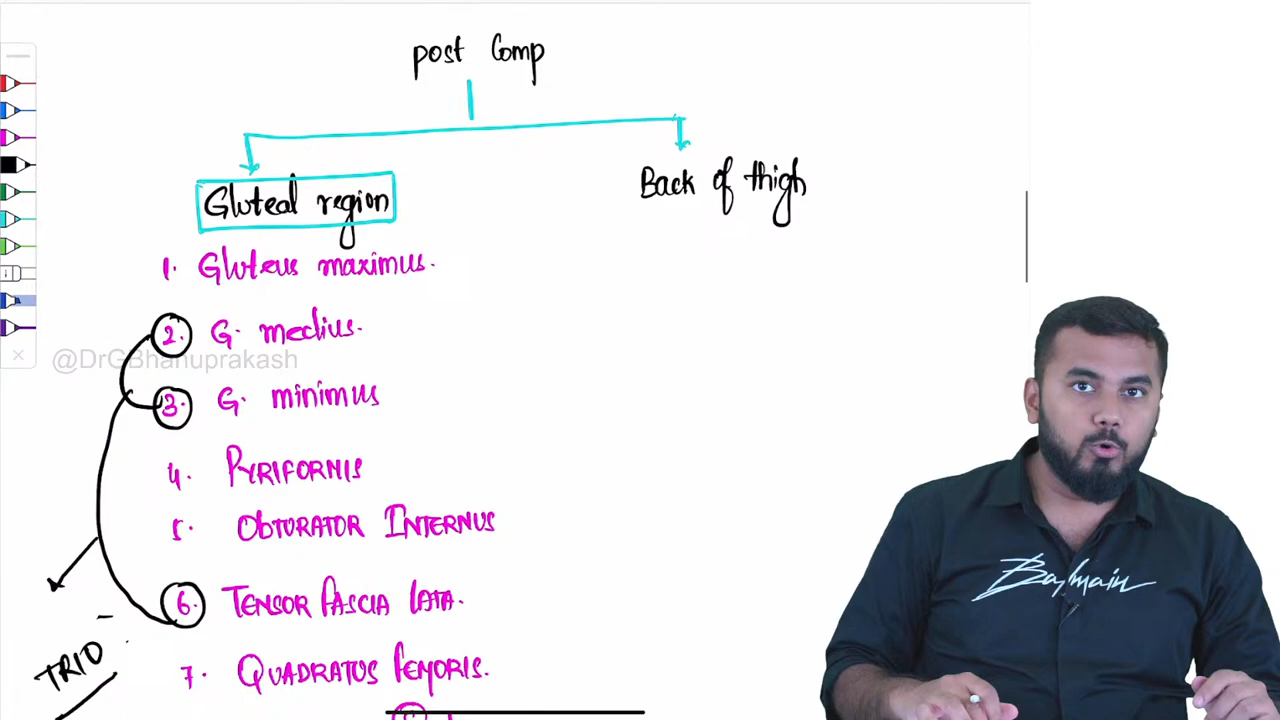 post Comp
Gluteal region
Back of thigh
1. Gluteus maximus.
2. G. medius.
@DrGBhanuprakash
3. G. minimus
4. PYRIFORMIS
5. ObTURATOR INTERNUS
6. TENSOR FASCIA LATA.
TRIO
7. QUADRATUS FEMORIS.
Balmain